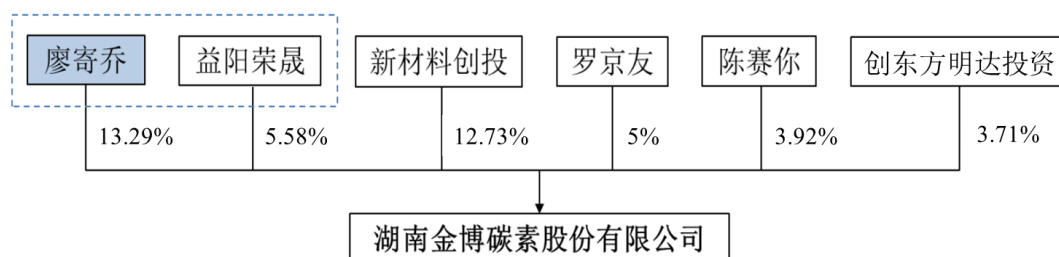 廖寄乔 益阳荣晟 新材料创投 罗京友 陈赛你 创东方明达投资
13.29% 5.58% 12.73% 5% 3.92% 3.71%
湖南金博碳素股份有限公司